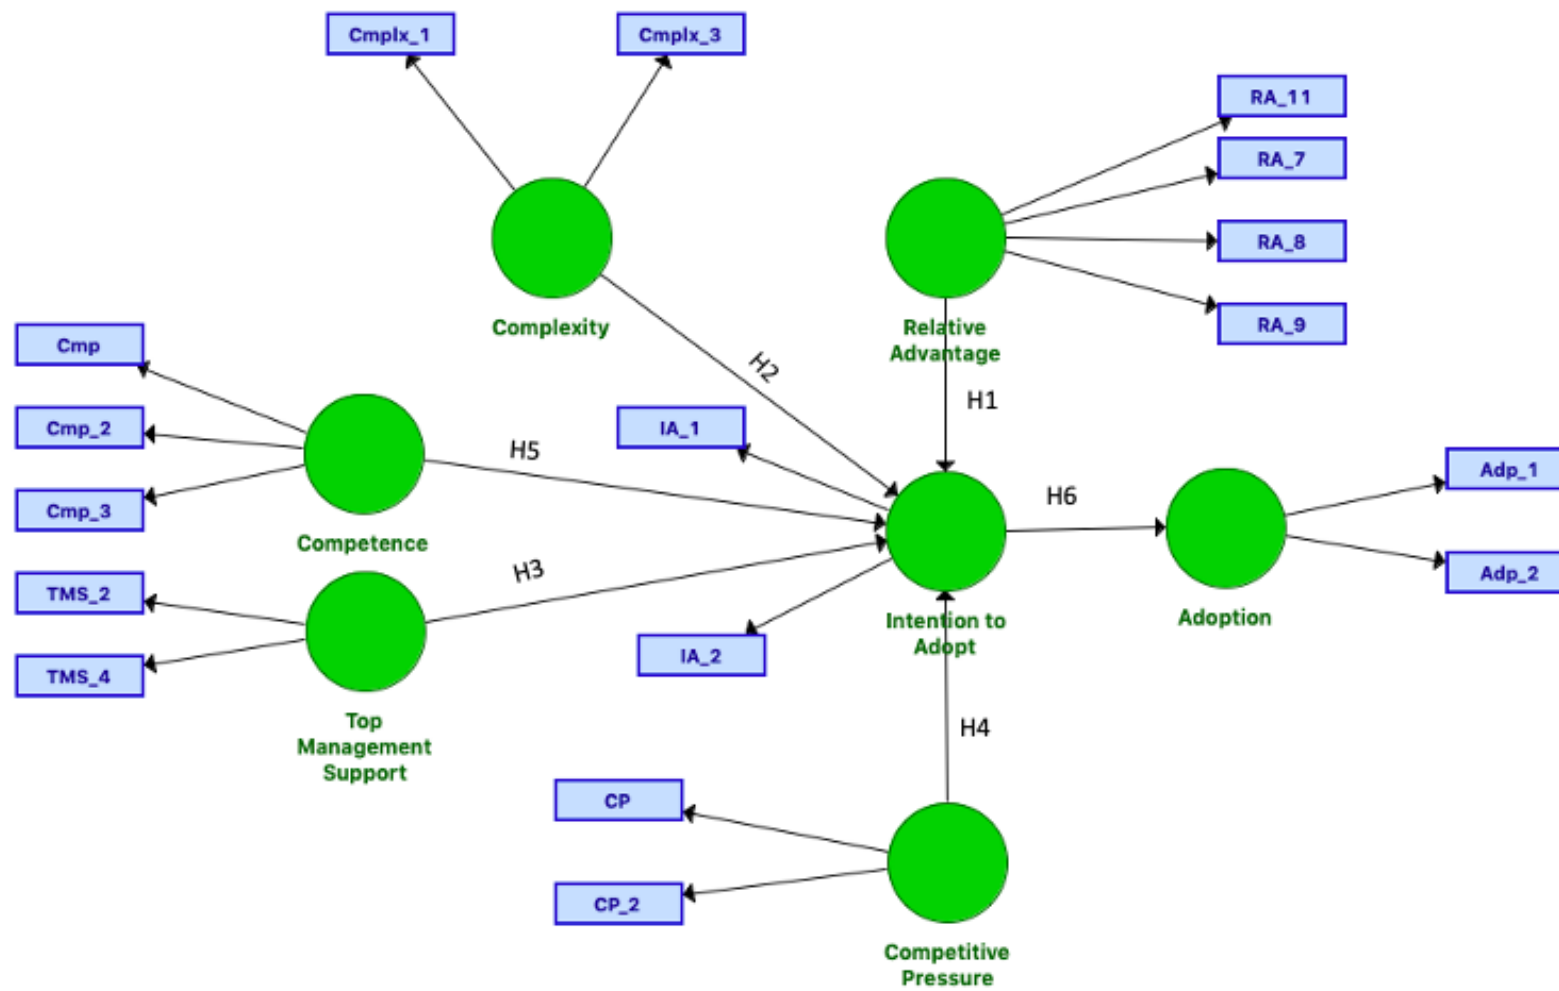 Cmplx_1
Cmplx_3
RA_11
RA_7
RA_8
RA_9
Complexity
Relative
Advantage
Cmp
Cmp_2
Cmp_3
Competence
H2
H1
IA_1
H5
H6
Adp_1
Adp_2
Adoption
TMS_2
TMS_4
H3
Intention to
Adopt
IA_2
Top
Management
Support
H4
CP
CP_2
Competitive
Pressure